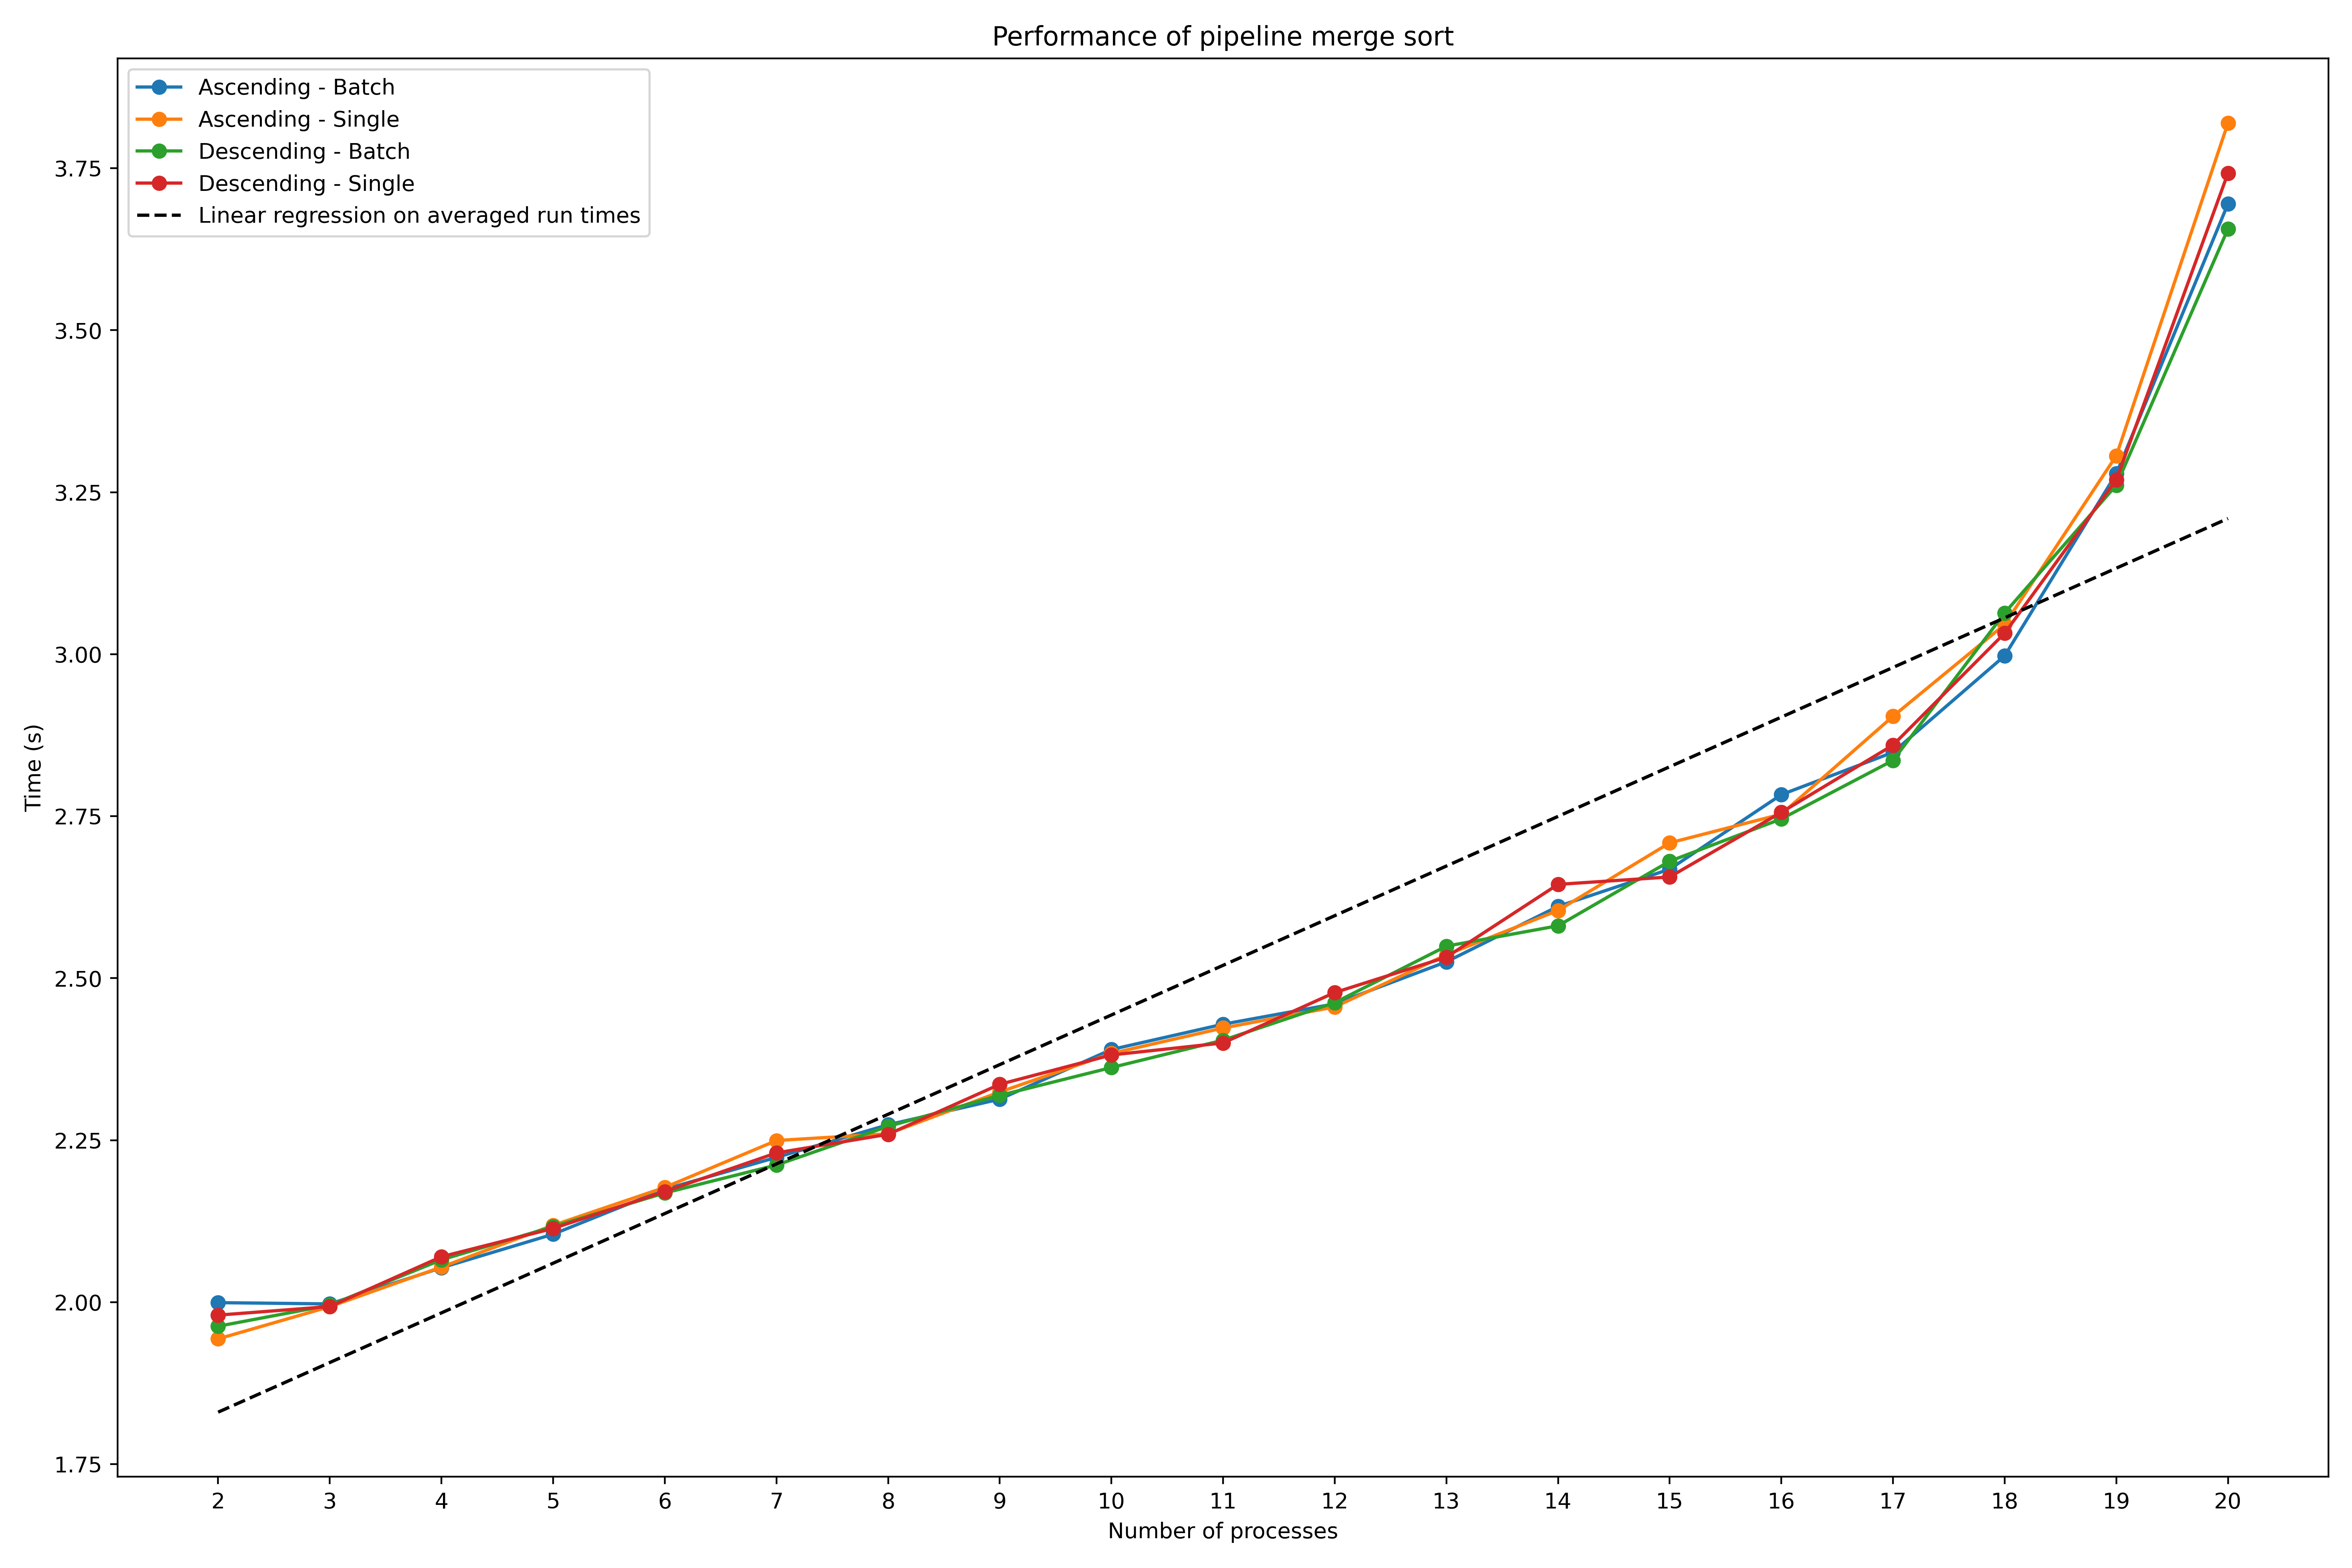 Performance of pipeline merge sort
Ascending - Batch
Ascending - Single
Descending - Batch
Descending - Single
Linear regression on averaged run times
3.75
3.50
3.25
3.00
2.75
2.50
2.25
2.00
1.75
Time (s)
2 3 4 5 6 7 8 9 10 11 12 13 14 15 16 17 18 19 20
Number of processes